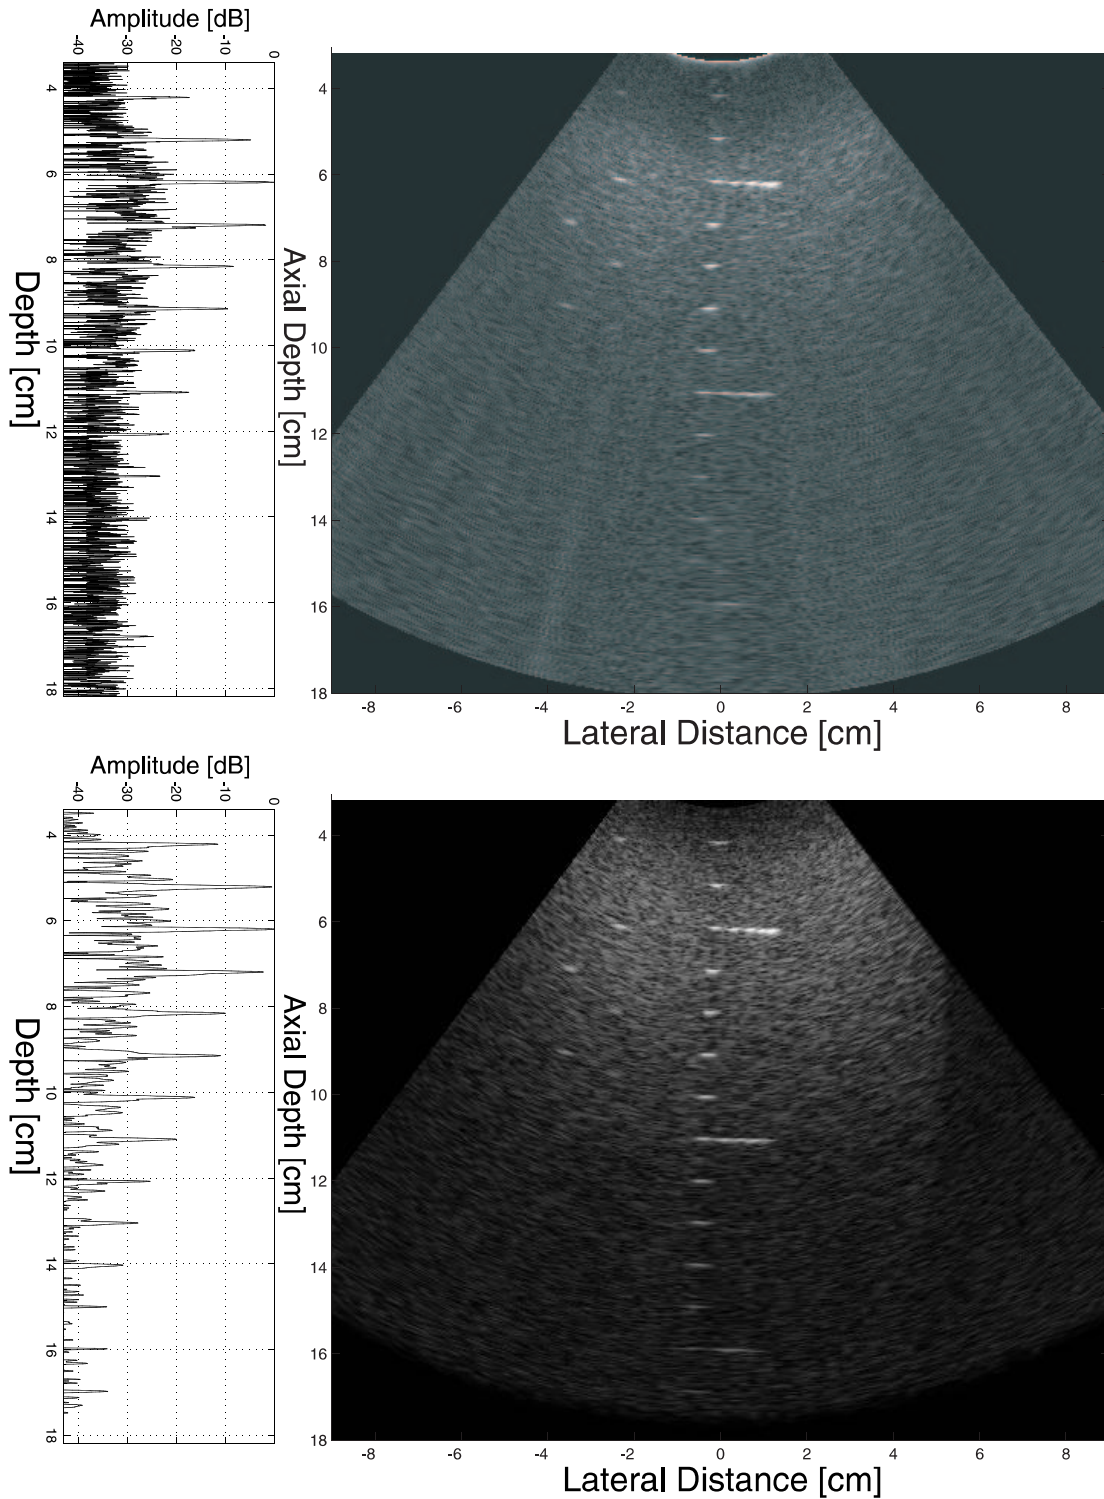 Amplitude [dB]
-40 -30 -20 -10 0
4
6
8
10
12
14
16
18
Depth [cm]
Axial Depth [cm]
4
6
8
10
12
14
16
18
-8 -6 -4 -2 0 2 4 6 8
Lateral Distance [cm]
Amplitude [dB]
-40 -30 -20 -10 0
4
6
8
10
12
14
16
18
Depth [cm]
Axial Depth [cm]
4
6
8
10
12
14
16
18
-8 -6 -4 -2 0 2 4 6 8
Lateral Distance [cm]